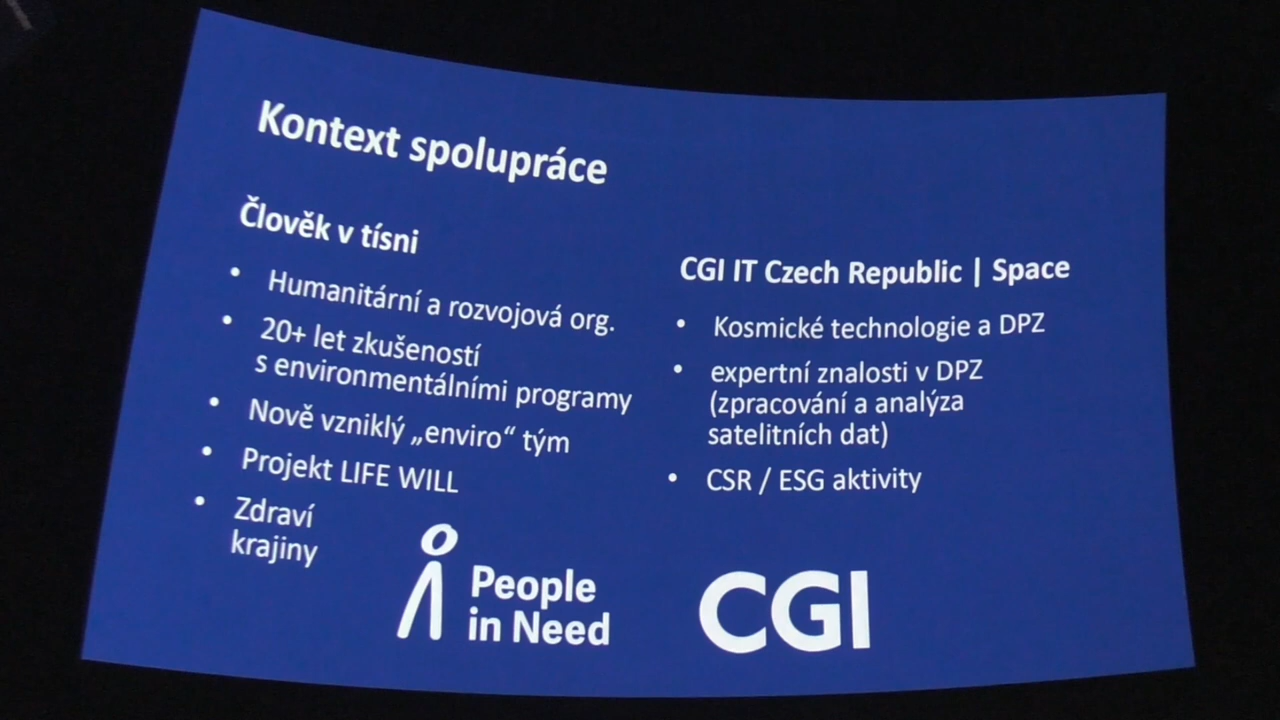 Kontext spolupráce
Člověk v tísni
• Humanitární a rozvojová org.
• 20+ let zkušeností
s environmentálními programy
• Nově vzniklý „enviro“ tým
• Projekt LIFE WILL
• Zdraví
krajiny
People
in Need
CGI IT Czech Republic | Space
• Kosmické technologie a DPZ
• expertní znalosti v DPZ
(zpracování a analýza
satelitních dat)
• CSR / ESG aktivity
CGI